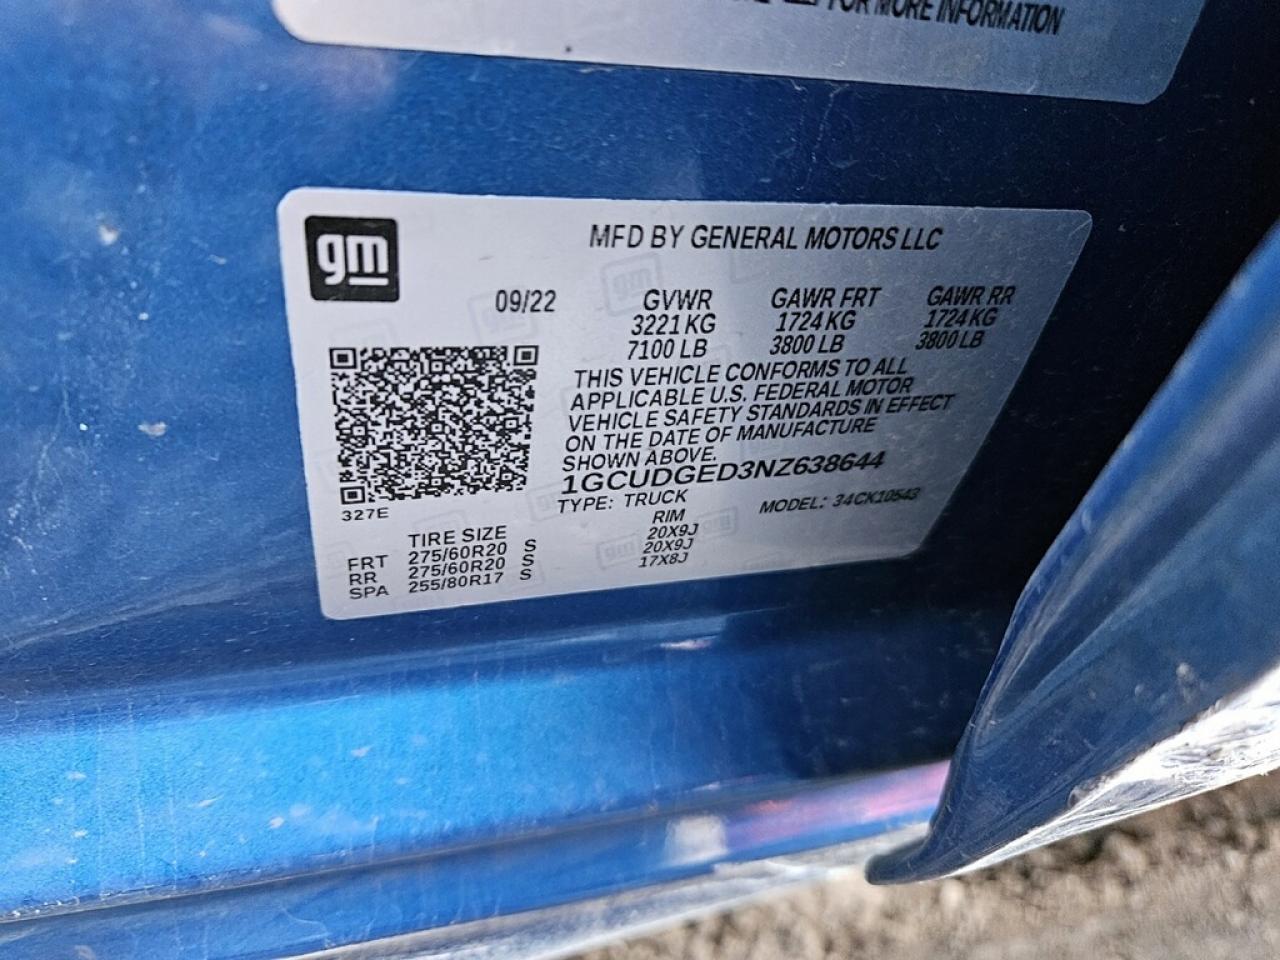 FOR MORE INFORMATION
gm
MFD BY GENERAL MOTORS LLC
09/22
GVWR GAWR FRT GAWR RR
3221 KG 1724 KG 1724 KG
7100 LB 3800 LB 3800 LB
THIS VEHICLE CONFORMS TO ALL
APPLICABLE U.S. FEDERAL MOTOR
VEHICLE SAFETY STANDARDS IN EFFECT
ON THE DATE OF MANUFACTURE
SHOWN ABOVE.
1GCUDGED3NZ638644
TYPE: TRUCK MODEL: 34CK10543
327E
TIRE SIZE RIM
FRT 275/60R20 S 20X9J
RR 275/60R20 S 20X9J
SPA 255/80R17 S 17X8J